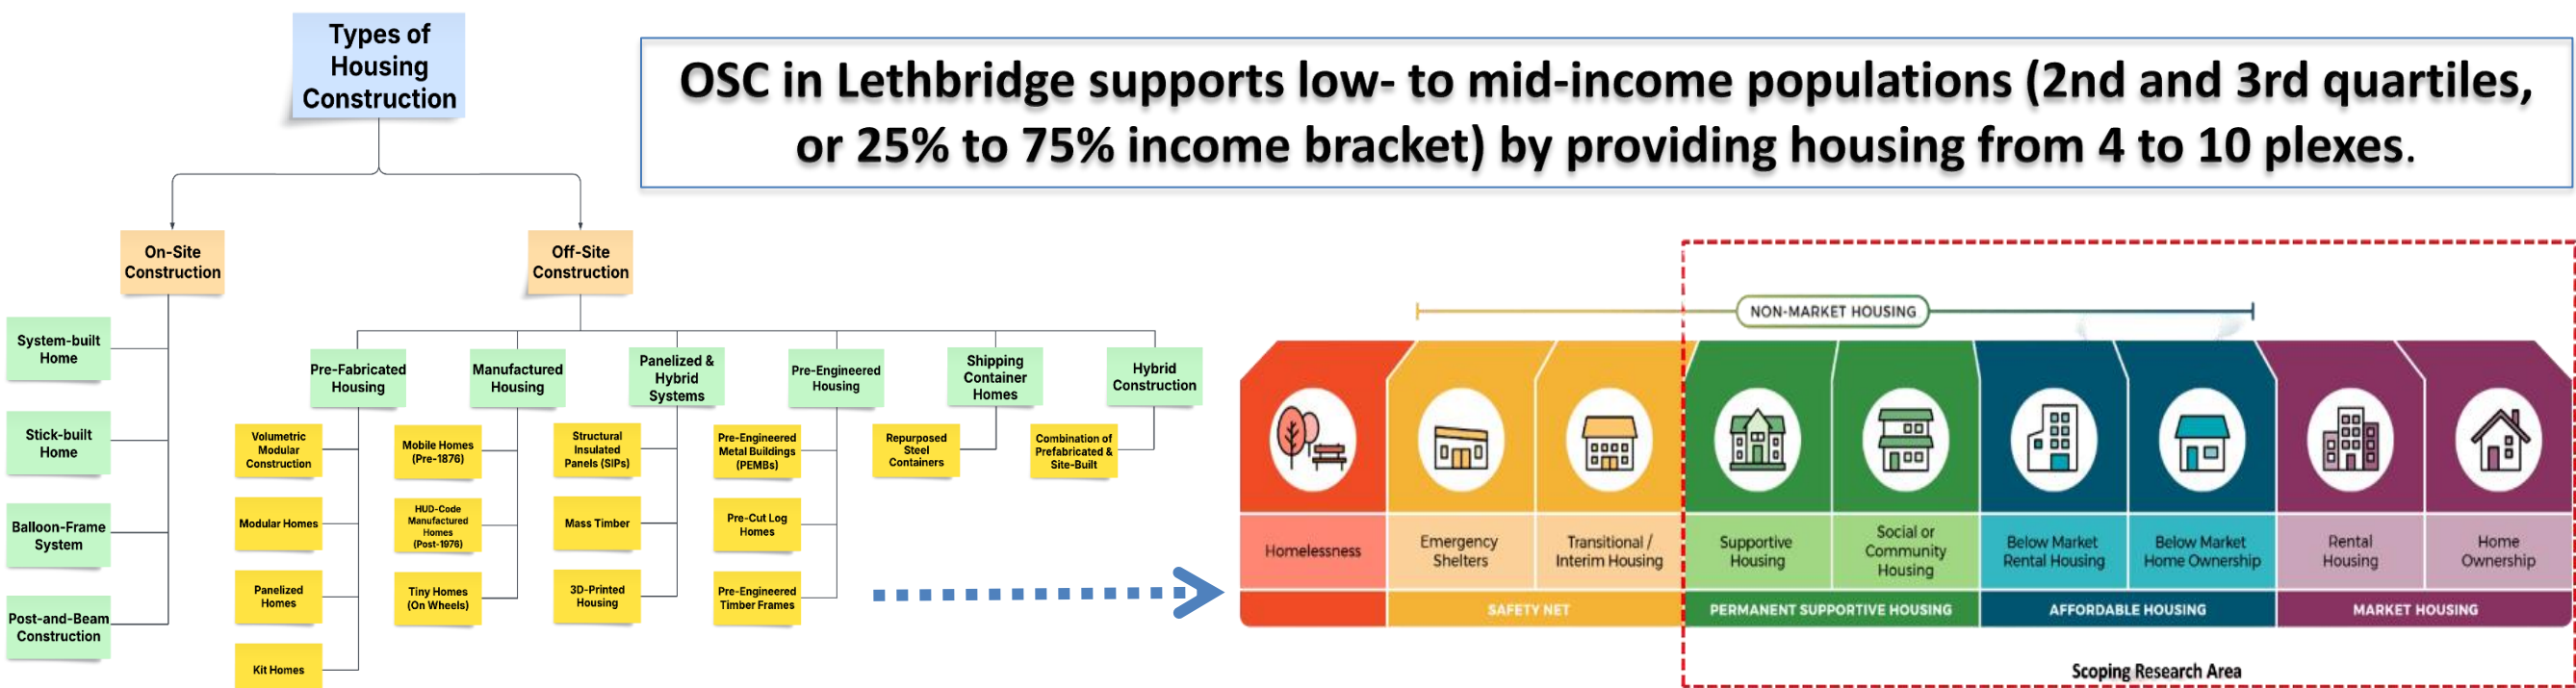 Types of
Housing
Construction
OSC in Lethbridge supports low- to mid-income populations (2nd and 3rd quartiles,
or 25% to 75% income bracket) by providing housing from 4 to 10 plexes.
On-Site
Construction
Off-Site
Construction
System-built
Home
Stick-built
Home
Balloon-Frame
System
Post-and-Beam
Construction
Pre-Fabricated
Housing
Volumetric
Modular
Construction
Modular Homes
Panelized
Homes
Kit Homes
Manufactured
Housing
Mobile Homes
(Pre-1876)
HUD-Code
Manufactured
Homes
(Post-1976)
Tiny Homes
(On Wheels)
Panelized &
Hybrid
Systems
Structural
Insulated
Panels (SIPs)
Mass Timber
3D-Printed
Housing
Pre-Engineered
Housing
Pre-Engineered
Metal Buildings
(PEMBs)
Pre-Cut Log
Homes
Pre-Engineered
Timber Frames
Shipping
Container
Homes
Repurposed
Steel
Containers
Hybrid
Construction
Combination of
Prefabricated &
Site-Built
NON-MARKET HOUSING
Homelessness
Emergency
Shelters
Transitional /
Interim Housing
Supportive
Housing
Social or
Community
Housing
Below Market
Rental Housing
Below Market
Home Ownership
Rental
Housing
Home
Ownership
SAFETY NET
PERMANENT SUPPORTIVE HOUSING
AFFORDABLE HOUSING
MARKET HOUSING
Scoping Research Area